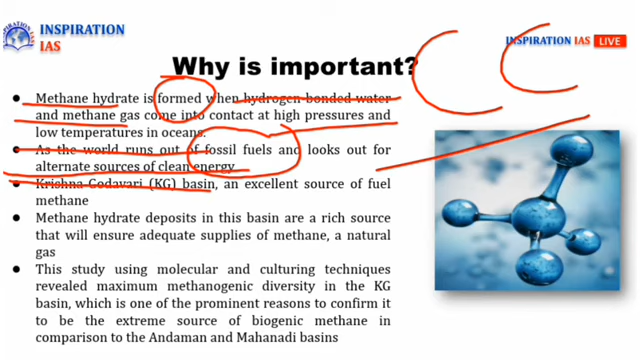 INSPIRATION
IAS
INSPIRATION IAS LIVE
Why is important?
● Methane hydrate is formed when hydrogen-bonded water
and methane gas come into contact at high pressures and
low temperatures in oceans.
● As the world runs out of fossil fuels and looks out for
alternate sources of clean energy
● Krishna-Godavari (KG) basin, an excellent source of fuel
methane
● Methane hydrate deposits in this basin are a rich source
that will ensure adequate supplies of methane, a natural
gas
● This study using molecular and culturing techniques
revealed maximum methanogenic diversity in the KG
basin, which is one of the prominent reasons to confirm it
to be the extreme source of biogenic methane in
comparison to the Andaman and Mahanadi basins